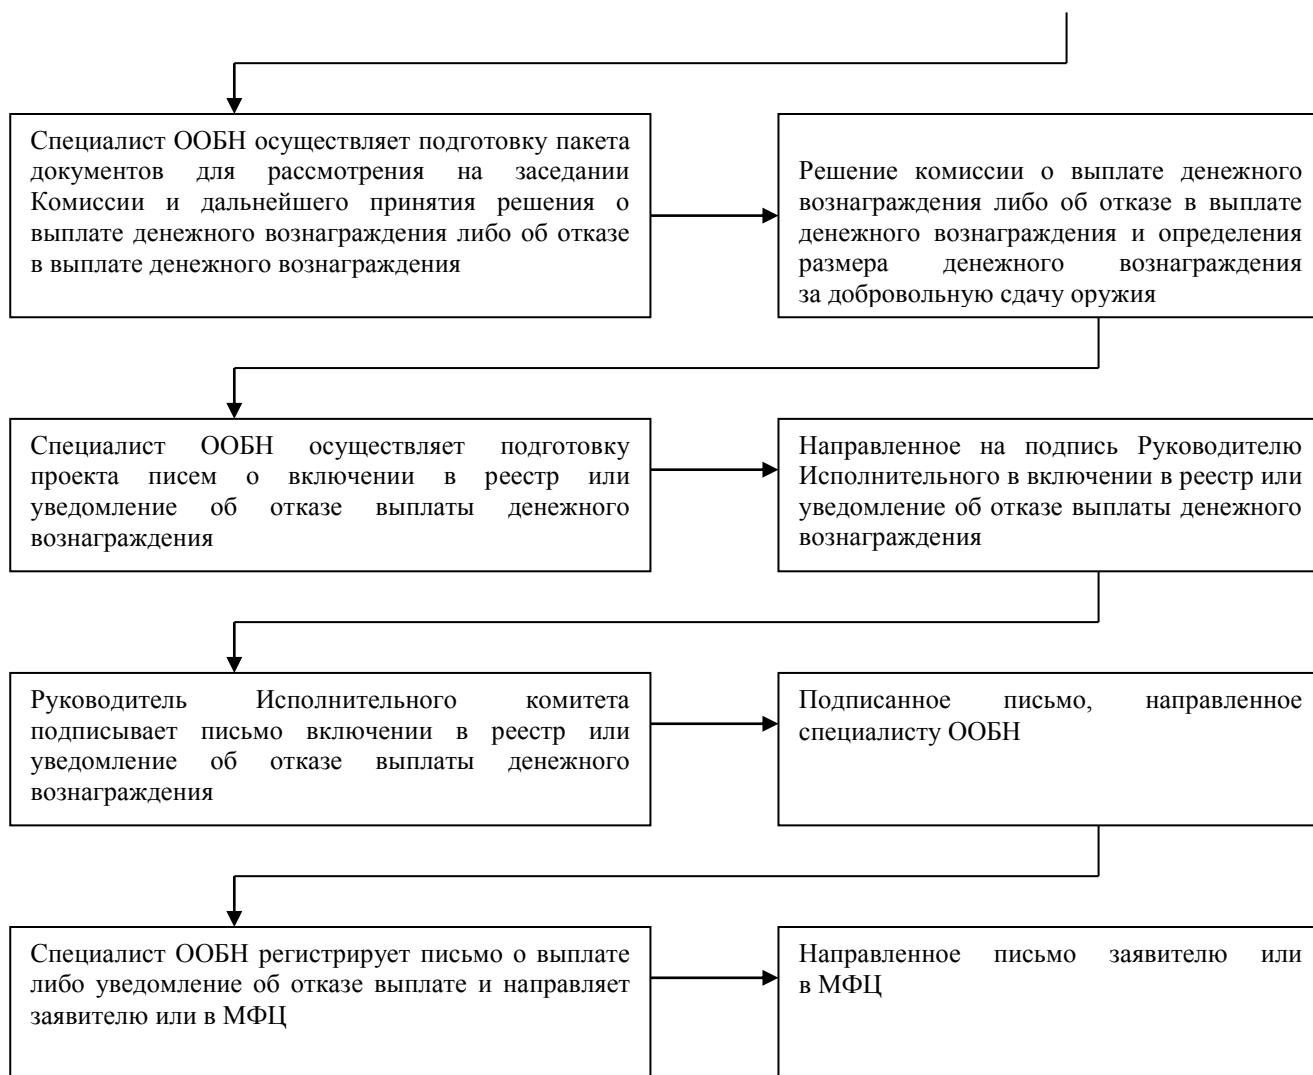 Специалист ООБН осуществляет подготовку пакета
документов для рассмотрения на заседании
Комиссии и дальнейшего принятия решения о
выплате денежного вознаграждения либо об отказе
в выплате денежного вознаграждения
Решение комиссии о выплате денежного
вознаграждения либо об отказе в выплате
денежного вознаграждения и определения
размера денежного вознаграждения
за добровольную сдачу оружия
Специалист ООБН осуществляет подготовку
проекта писем о включении в реестр или
уведомление об отказе выплаты денежного
вознаграждения
Направленное на подпись Руководителю
Исполнительного в включении в реестр или
уведомление об отказе выплаты денежного
вознаграждения
Руководитель Исполнительного комитета
подписывает письмо включении в реестр или
уведомление об отказе выплаты денежного
вознаграждения
Подписанное письмо, направленное
специалисту ООБН
Специалист ООБН регистрирует письмо о выплате
либо уведомление об отказе выплате и направляет
заявителю или в МФЦ
Направленное письмо заявителю или
в МФЦ